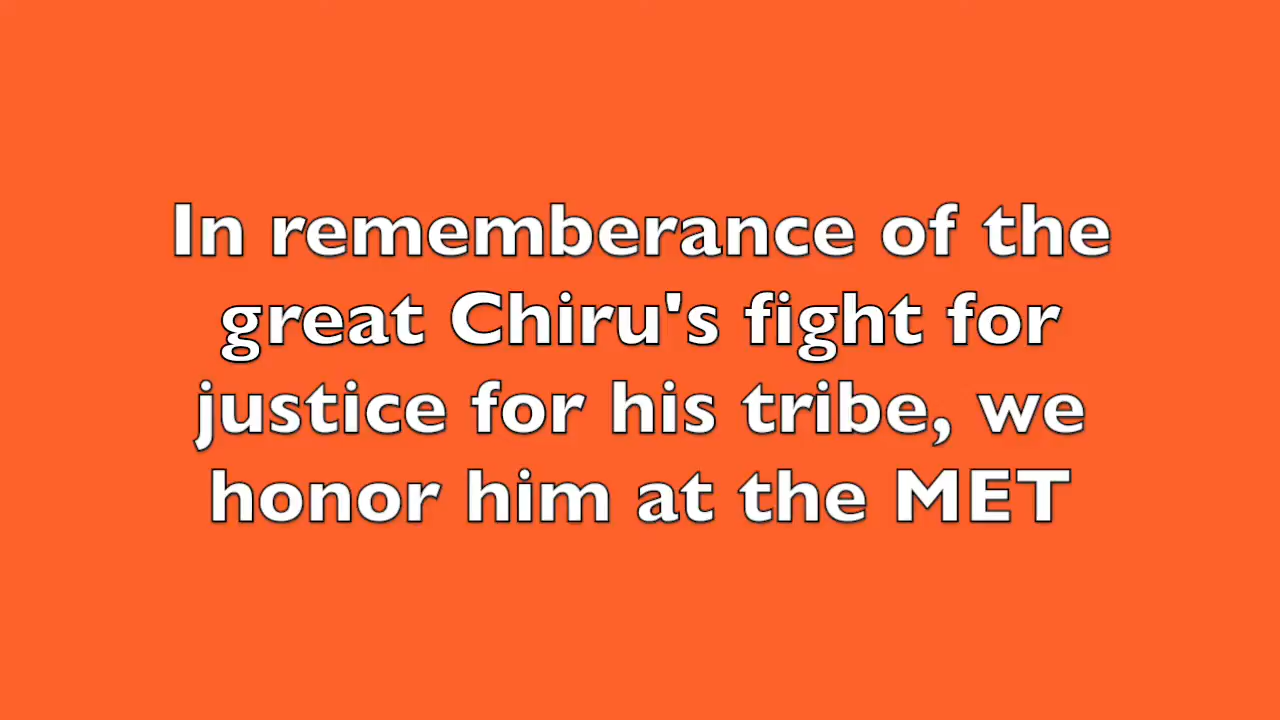 In rememberance of the
great Chiru's fight for
justice for his tribe, we
honor him at the MET